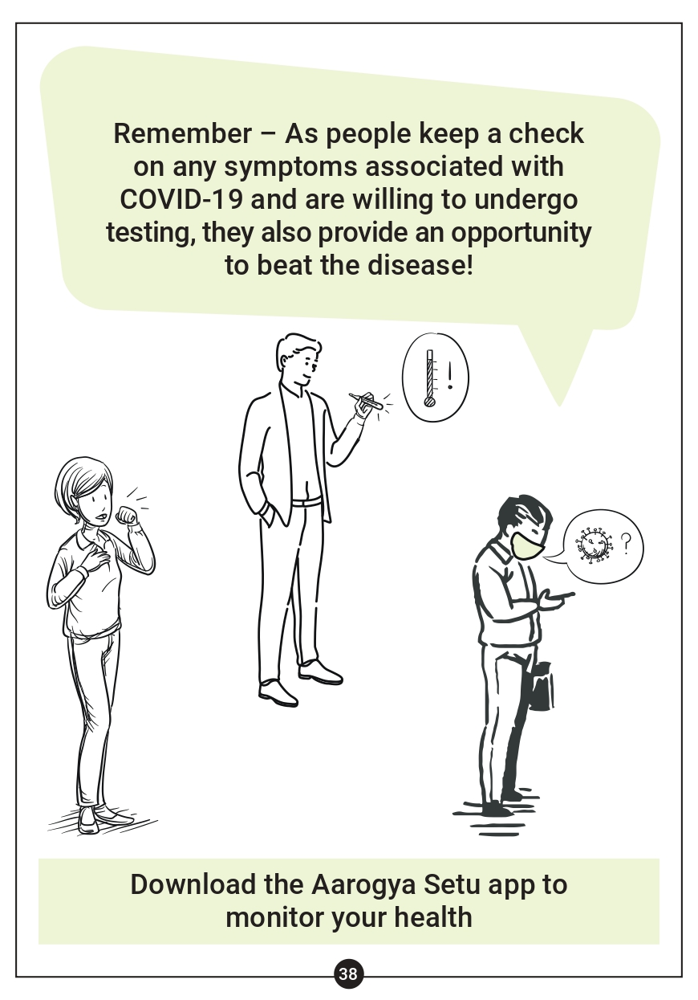 Remember – As people keep a check
on any symptoms associated with
COVID-19 and are willing to undergo
testing, they also provide an opportunity
to beat the disease!
!
?
Download the Aarogya Setu app to
monitor your health
38